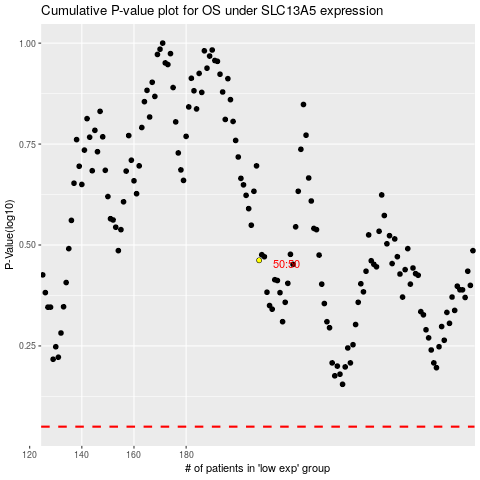 Cumulative P-value plot for OS under SLC13A5 expression
P-Value(log10)
1.00
0.75
0.50
0.25
50:50
120 140 160 180
# of patients in 'low exp' group